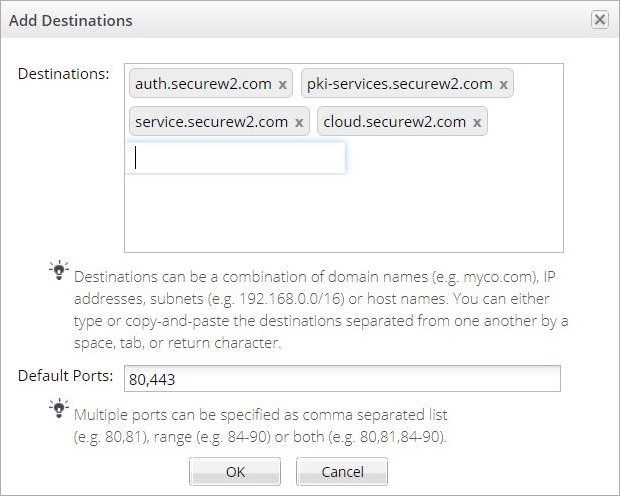 Add Destinations
Destinations:
auth.securew2.com x pki-services.securew2.com x
service.securew2.com x cloud.securew2.com x
Destinations can be a combination of domain names (e.g. myco.com), IP
addresses, subnets (e.g. 192.168.0.0/16) or host names. You can either
type or copy-and-paste the destinations separated from one another by a
space, tab, or return character.
Default Ports: 80,443
Multiple ports can be specified as comma separated list
(e.g. 80,81), range (e.g. 84-90) or both (e.g. 80,81,84-90).
OK Cancel